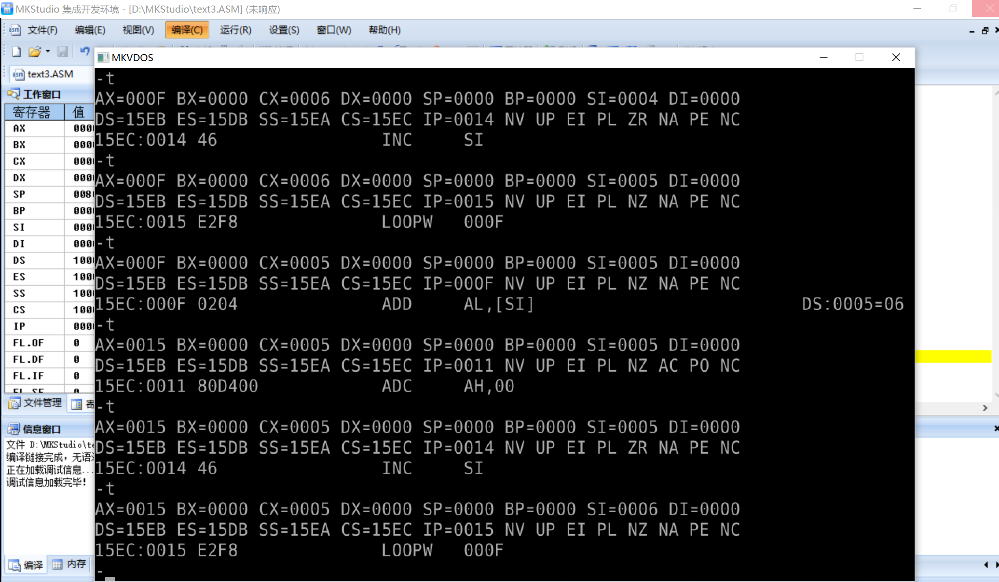 MKStudio 集成开发环境 - [D:\MKStudio\text3.ASM] (未响应)
asm 文件(F) 编辑(E) 视图(V) 编译(C) 运行(R) 设置(S) 窗口(W) 帮助(H)
MKVDOS
asm text3.ASM
工作窗口
寄存器 值
AX 000
BX 000
CX 000
DX 000
SP 008
BP 000
SI 000
DI 000
DS 100
ES 100
SS 100
CS 100
IP 000
FL.OF 0
FL.DF 0
FL.IF 0
文件管理 寄
信息窗口
文件 D:\MKStudio\te
编译链接完成，无语
正在加载调试信息...
调试信息加载完毕!
编译 内存
-t
AX=000F BX=0000 CX=0006 DX=0000 SP=0000 BP=0000 SI=0004 DI=0000
DS=15EB ES=15DB SS=15EA CS=15EC IP=0014 NV UP EI PL ZR NA PE NC
15EC:0014 46 INC SI
-t
AX=000F BX=0000 CX=0006 DX=0000 SP=0000 BP=0000 SI=0005 DI=0000
DS=15EB ES=15DB SS=15EA CS=15EC IP=0015 NV UP EI PL NZ NA PE NC
15EC:0015 E2F8 LOOPW 000F
-t
AX=000F BX=0000 CX=0005 DX=0000 SP=0000 BP=0000 SI=0005 DI=0000
DS=15EB ES=15DB SS=15EA CS=15EC IP=000F NV UP EI PL NZ NA PE NC
15EC:000F 0204 ADD AL,[SI] DS:0005=06
-t
AX=0015 BX=0000 CX=0005 DX=0000 SP=0000 BP=0000 SI=0005 DI=0000
DS=15EB ES=15DB SS=15EA CS=15EC IP=0011 NV UP EI PL NZ AC PO NC
15EC:0011 80D400 ADC AH,00
-t
AX=0015 BX=0000 CX=0005 DX=0000 SP=0000 BP=0000 SI=0005 DI=0000
DS=15EB ES=15DB SS=15EA CS=15EC IP=0014 NV UP EI PL ZR NA PE NC
15EC:0014 46 INC SI
-t
AX=0015 BX=0000 CX=0005 DX=0000 SP=0000 BP=0000 SI=0006 DI=0000
DS=15EB ES=15DB SS=15EA CS=15EC IP=0015 NV UP EI PL NZ NA PE NC
15EC:0015 E2F8 LOOPW 000F
-